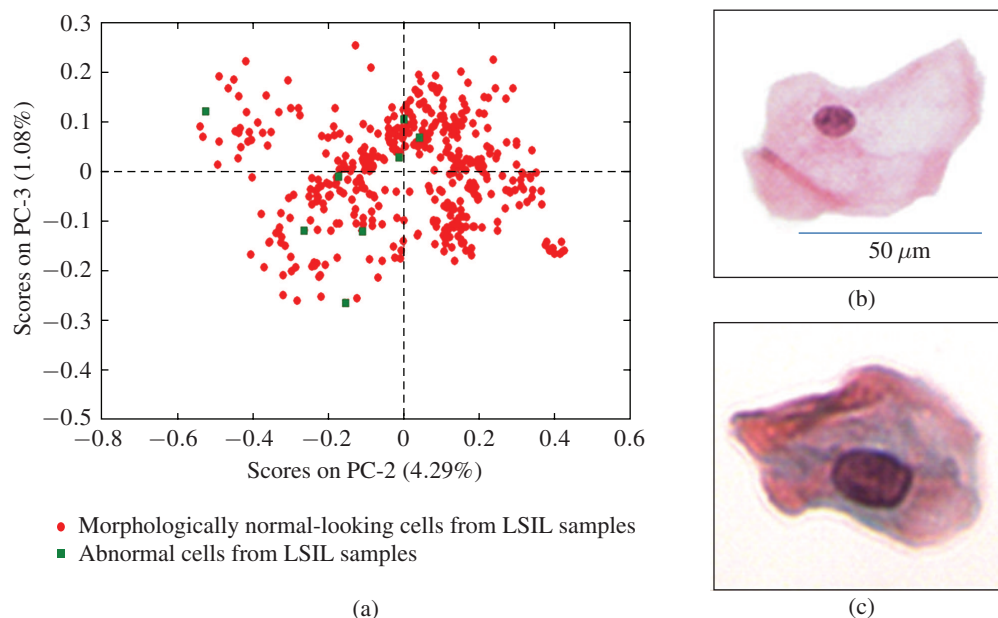 0.3
0.2
0.1
0
−0.1
−0.2
−0.3
−0.4
−0.5
Scores on PC-3 (1.08%)
−0.8 −0.6 −0.4 −0.2 0 0.2 0.4 0.6
Scores on PC-2 (4.29%)
Morphologically normal-looking cells from LSIL samples
Abnormal cells from LSIL samples
(a)
50 μm
(b)
(c)